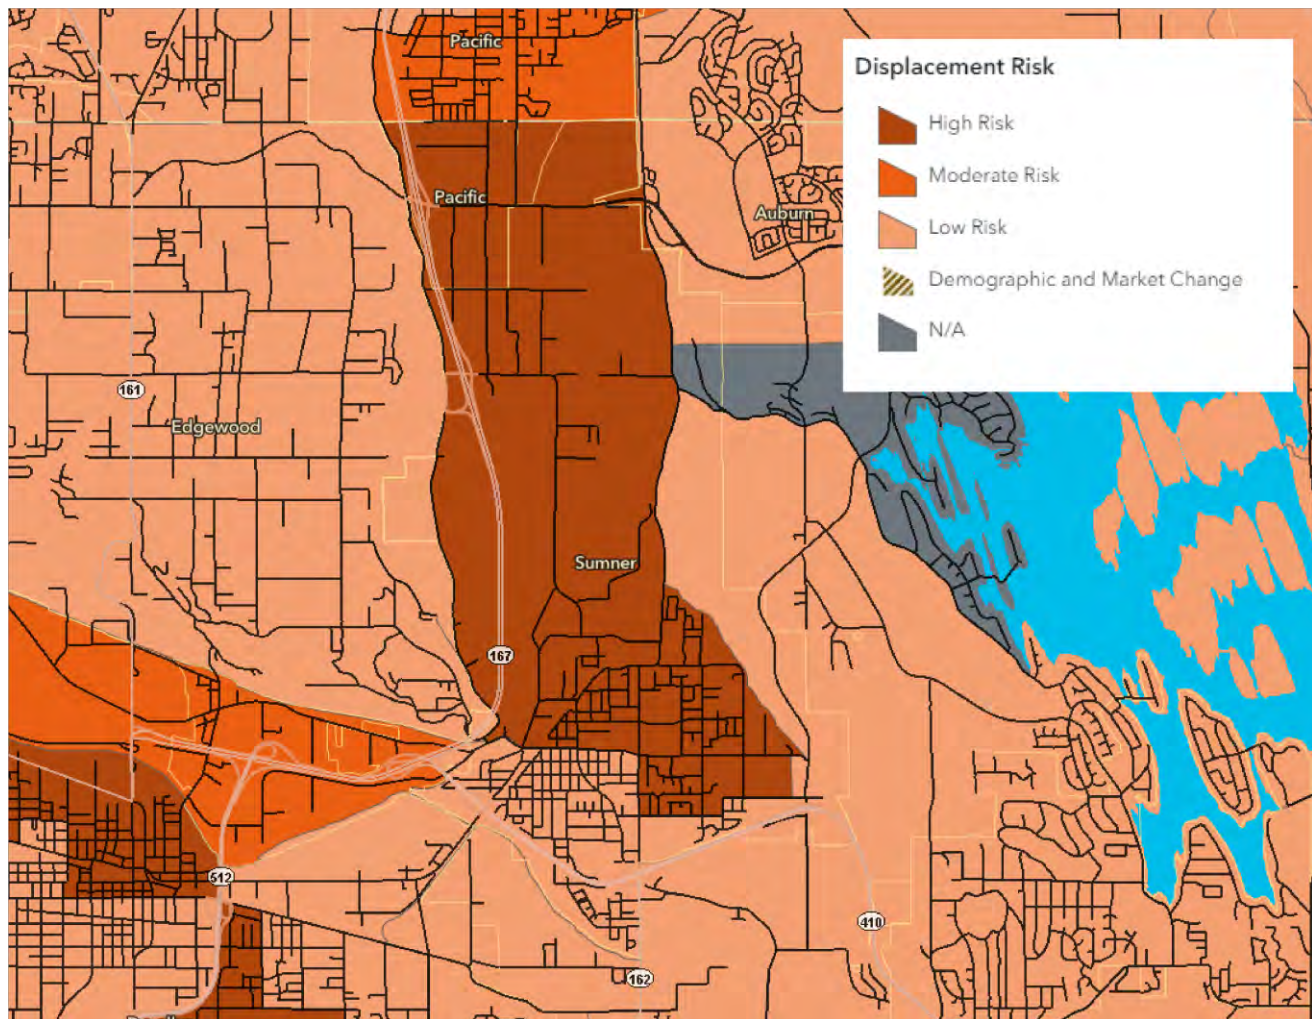 Pacific
Displacement Risk
High Risk
Moderate Risk
Low Risk
Demographic and Market Change
N/A
Pacific
Auburn
161
Edgewood
Sumner
167
512
410
162